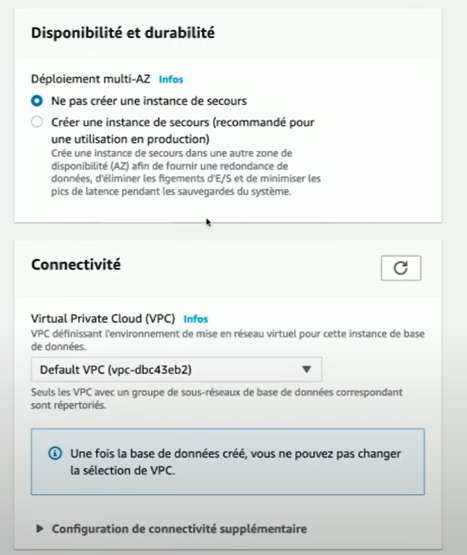 Disponibilité et durabilité
Déploiement multi-AZ Infos
Ne pas créer une instance de secours
Créer une instance de secours (recommandé pour
une utilisation en production)
Crée une instance de secours dans une autre zone de
disponibilité (AZ) afin de fournir une redondance de
données, d'éliminer les figements d'E/S et de minimiser les
pics de latence pendant les sauvegardes du système.
Connectivité
Virtual Private Cloud (VPC) Infos
VPC définissant l'environnement de mise en réseau virtuel pour cette instance de base
de données.
Default VPC (vpc-dbc43eb2)
Seuls les VPC avec un groupe de sous-réseaux de base de données correspondant
sont répertoriés.
Une fois la base de données créé, vous ne pouvez pas changer
la sélection de VPC.
Configuration de connectivité supplémentaire